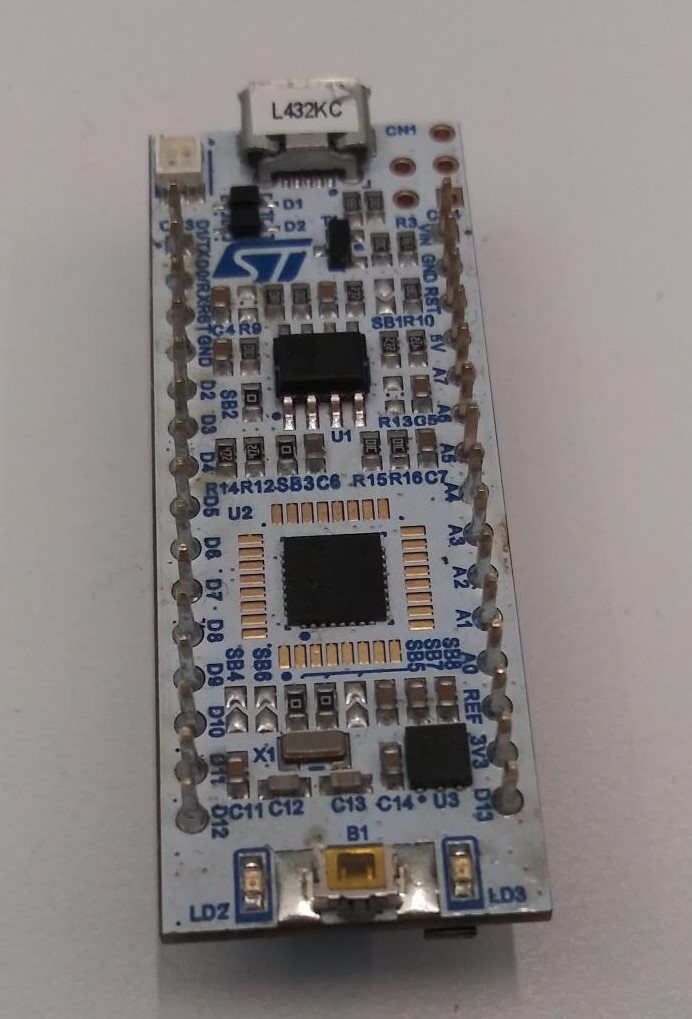 L432KC
CN1
D1
D2
R3
ST
VIN
GND
RST
5V
A7
A6
A5
A4
A3
A2
A1
A0
REF
3V3
D13
GND
D2
D3
D4
D5
D6
D7
D8
D9
D10
D11
D12
C4 R9
SB1 R10
SB2
U1
R13
R14 R12 SB3 C6 R15 R16 C7
U2
SB4
SB6
SB5
SB7
SB8
X1
C11 C12 C13 C14 U3
B1
LD2
LD3